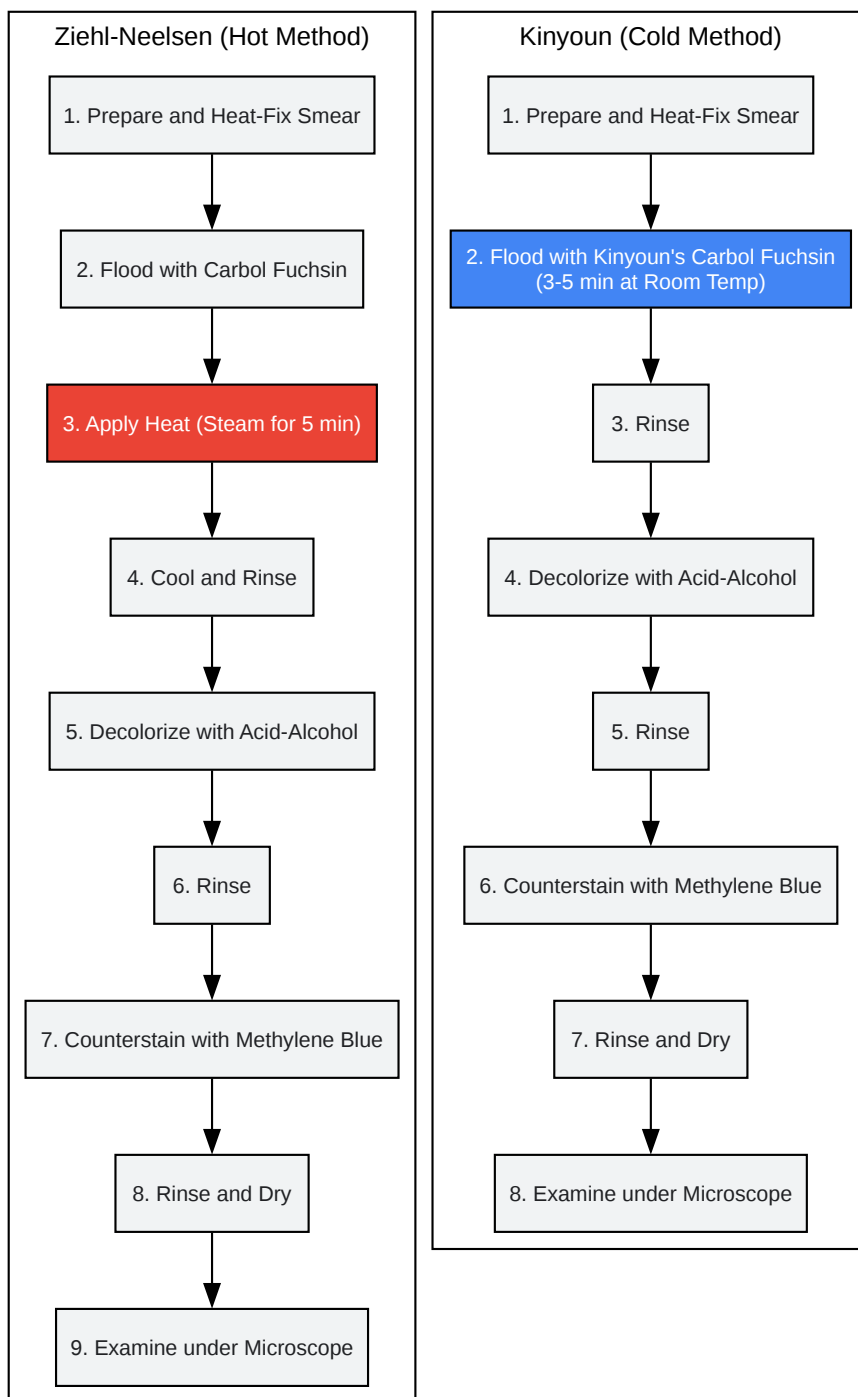 Ziehl-Neelsen (Hot Method)
1. Prepare and Heat-Fix Smear
2. Flood with Carbol Fuchsin
3. Apply Heat (Steam for 5 min)
4. Cool and Rinse
5. Decolorize with Acid-Alcohol
6. Rinse
7. Counterstain with Methylene Blue
8. Rinse and Dry
9. Examine under Microscope
Kinyoun (Cold Method)
1. Prepare and Heat-Fix Smear
2. Flood with Kinyoun's Carbol Fuchsin
(3-5 min at Room Temp)
3. Rinse
4. Decolorize with Acid-Alcohol
5. Rinse
6. Counterstain with Methylene Blue
7. Rinse and Dry
8. Examine under Microscope